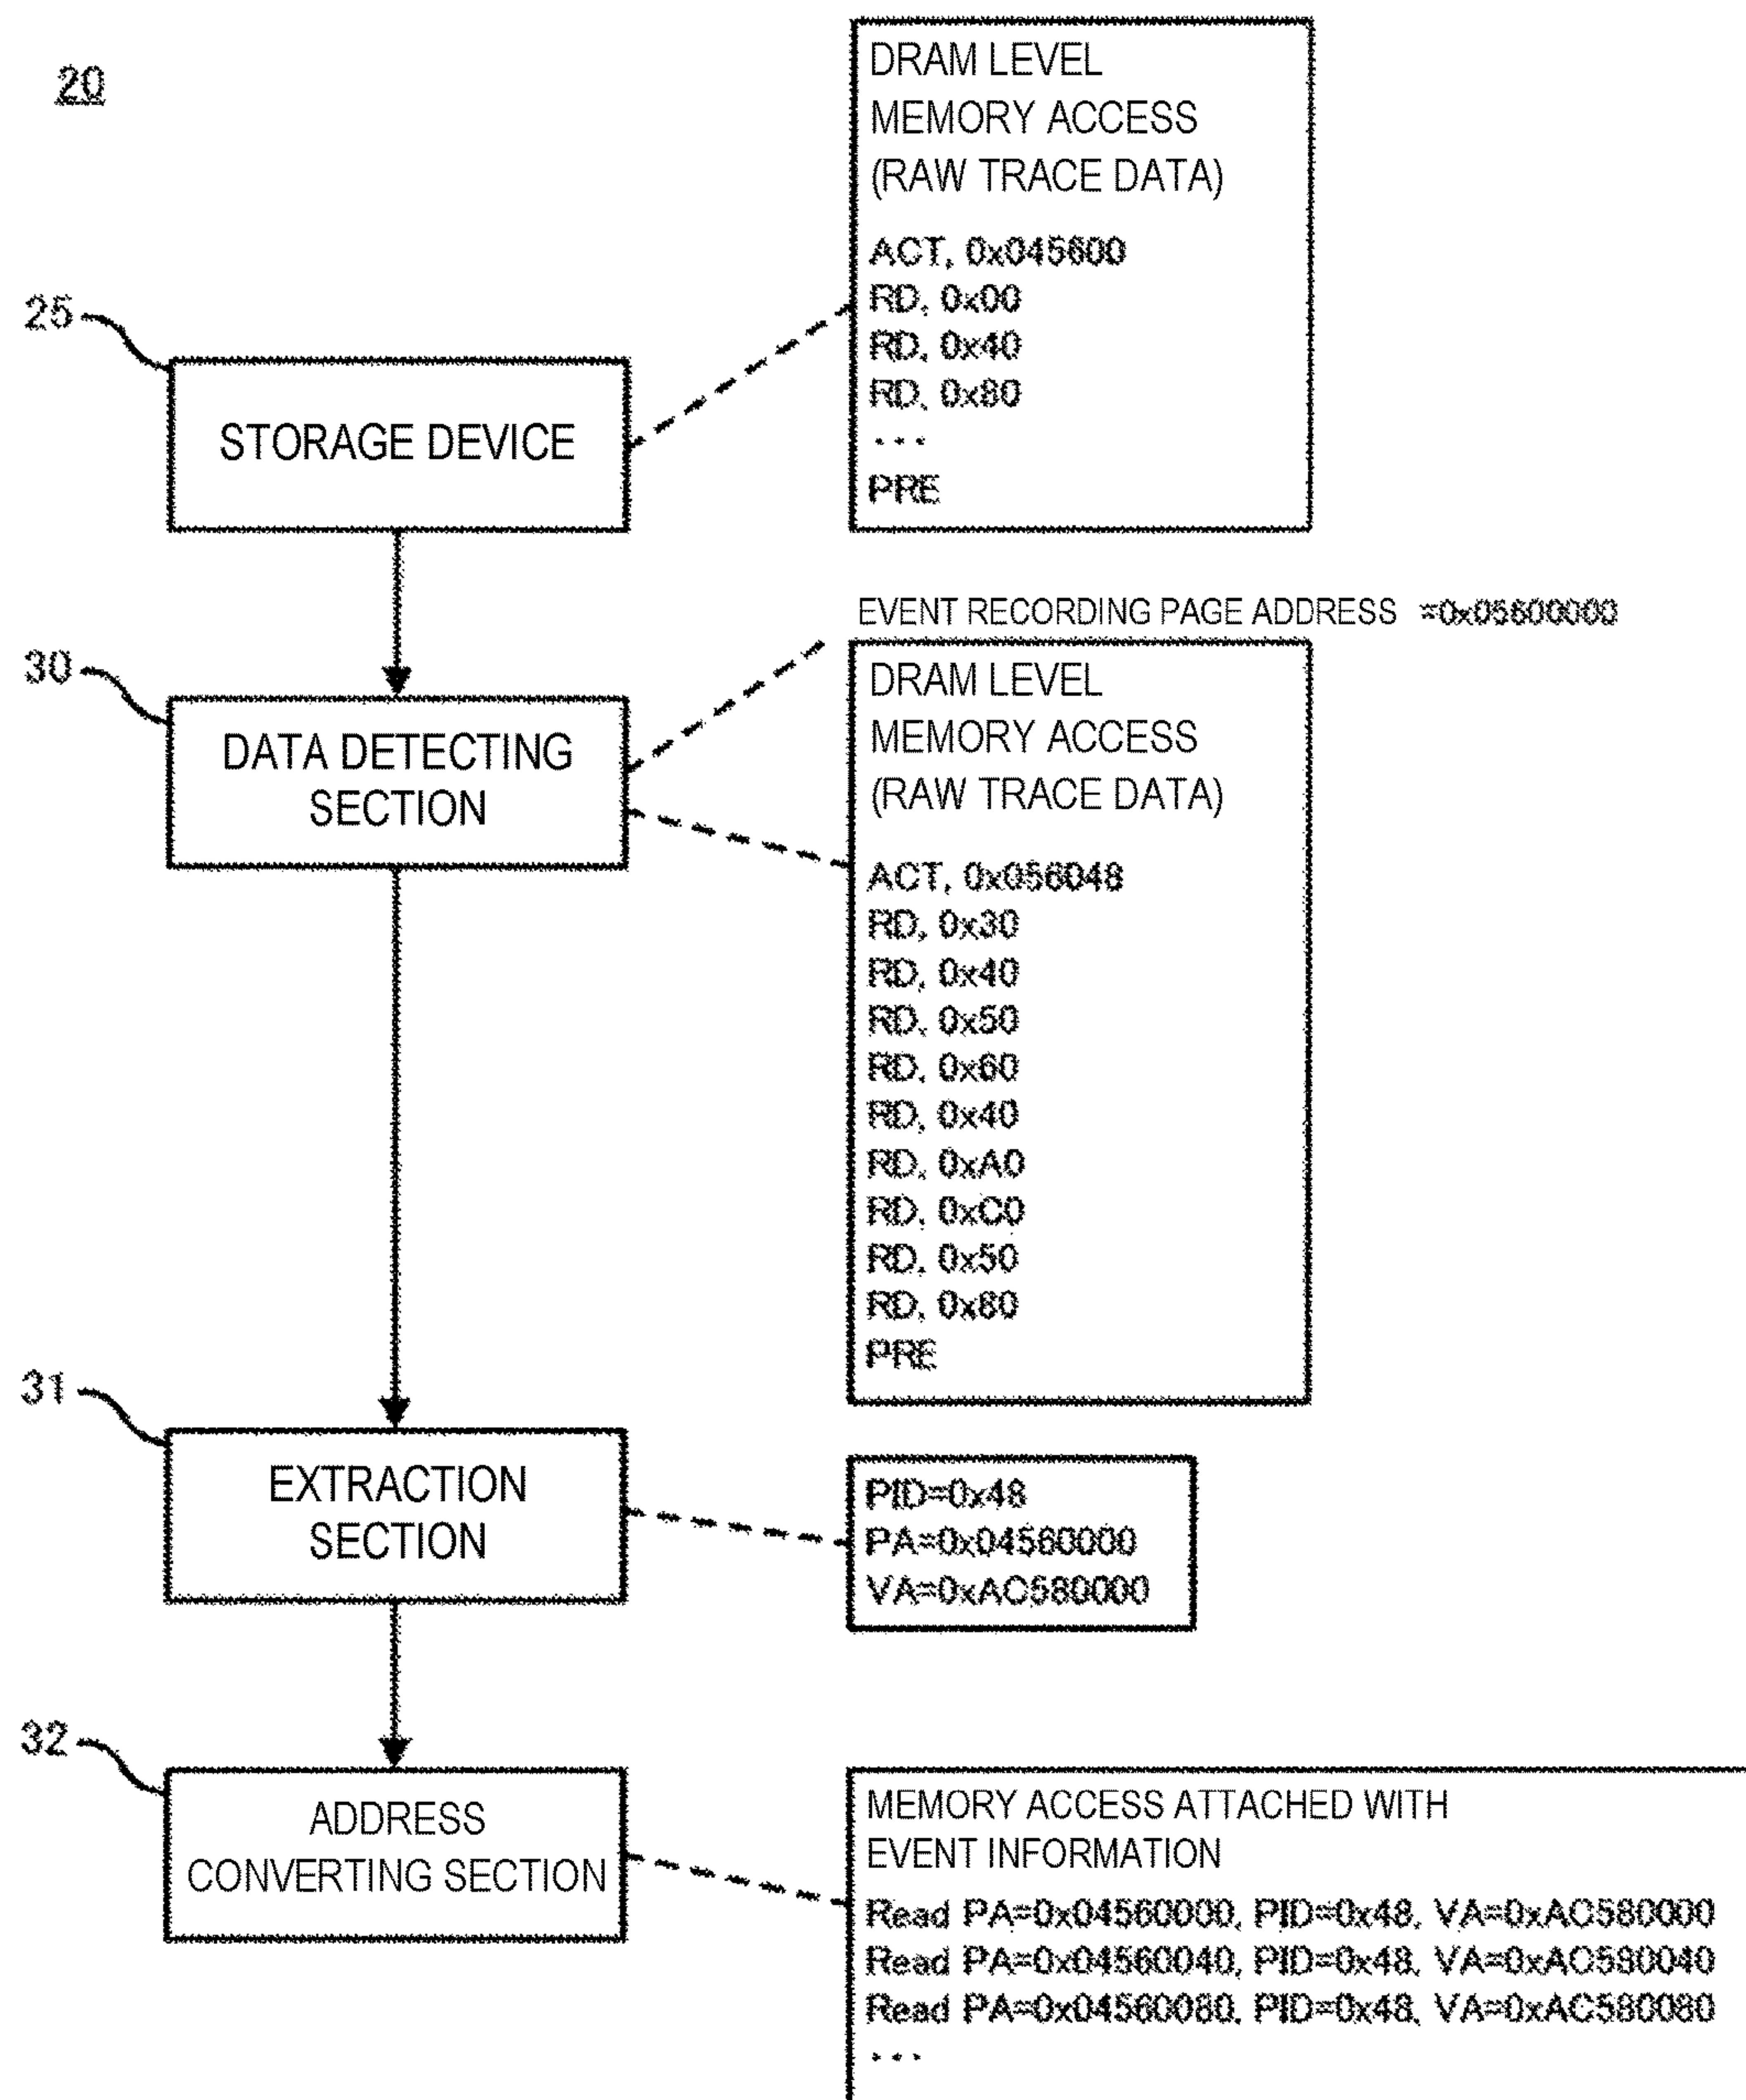 20
DRAM LEVEL
MEMORY ACCESS
(RAW TRACE DATA)
ACT, 0x045600
RD, 0x00
RD, 0x40
RD, 0x80
...
PRE
25
STORAGE DEVICE
EVENT RECORDING PAGE ADDRESS =0x05600000
30
DATA DETECTING
SECTION
DRAM LEVEL
MEMORY ACCESS
(RAW TRACE DATA)
ACT, 0x056048
RD, 0x30
RD, 0x40
RD, 0x50
RD, 0x60
RD, 0x40
RD, 0xA0
RD, 0xC0
RD, 0x50
RD, 0x80
PRE
31
EXTRACTION
SECTION
PID=0x48
PA=0x04560000
VA=0xAC580000
32
ADDRESS
CONVERTING SECTION
MEMORY ACCESS ATTACHED WITH
EVENT INFORMATION
Read PA=0x04560000, PID=0x48, VA=0xAC580000
Read PA=0x04560040, PID=0x48, VA=0xAC580040
Read PA=0x04560080, PID=0x48, VA=0xAC580080
...